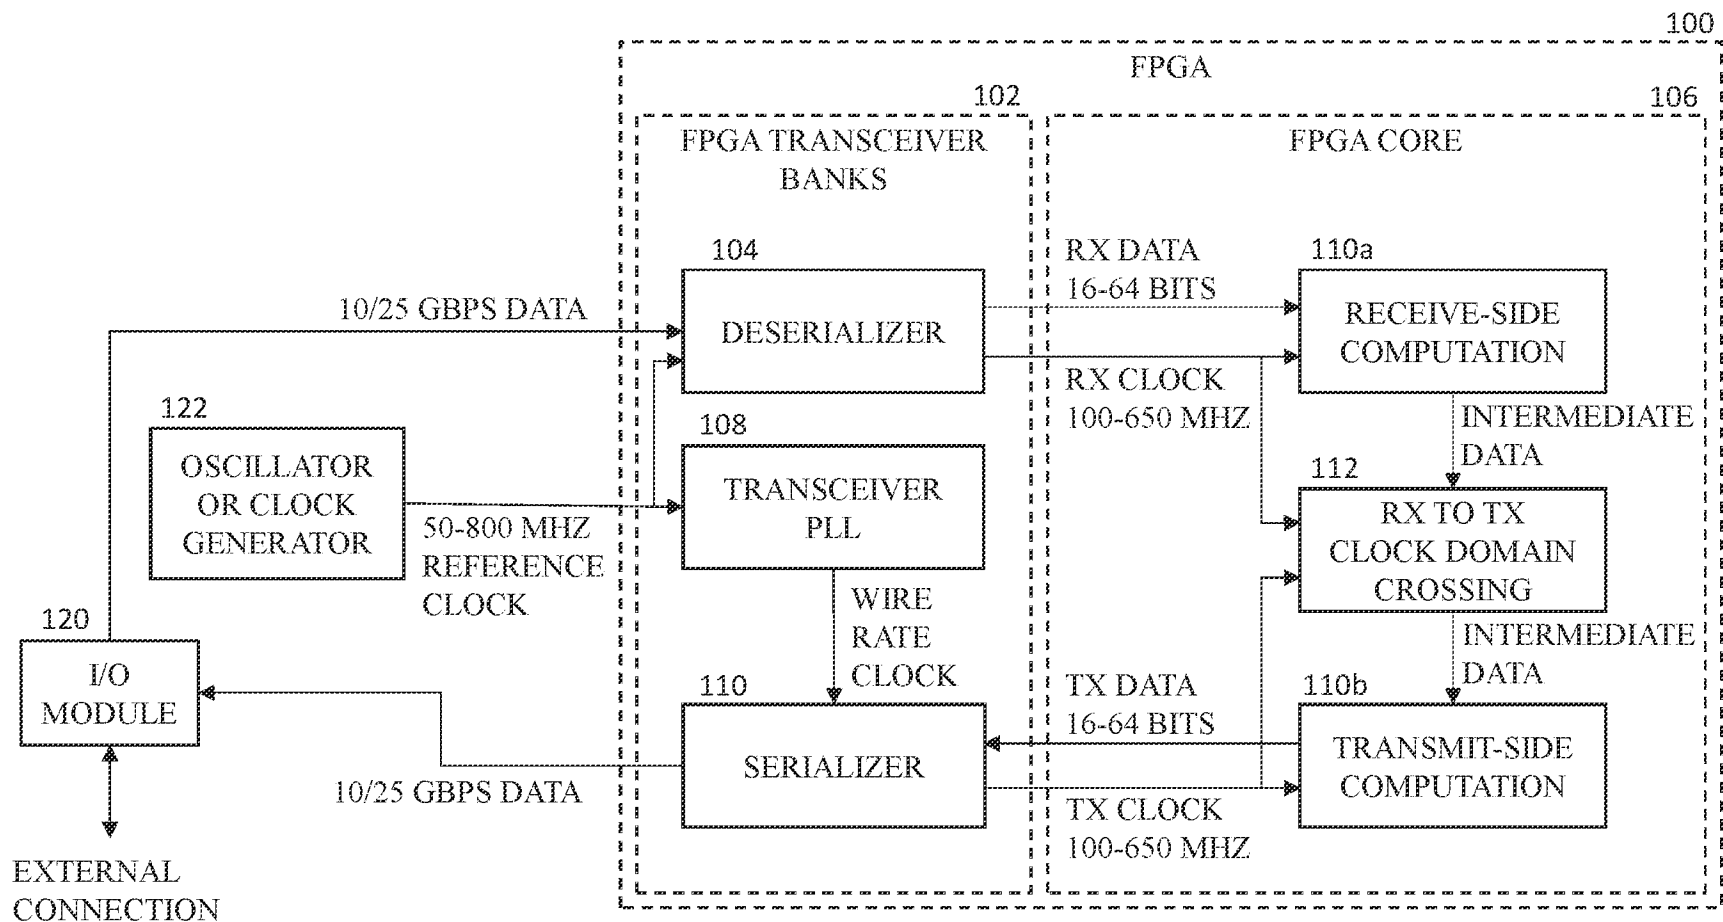 100
FPGA
102
106
FPGA TRANSCEIVER
BANKS
FPGA CORE
104
RX DATA
16-64 BITS
110a
10/25 GBPS DATA
DESERIALIZER
RECEIVE-SIDE
COMPUTATION
RX CLOCK
100-650 MHZ
122
OSCILLATOR
OR CLOCK
GENERATOR
50-800 MHZ
REFERENCE
CLOCK
108
TRANSCEIVER
PLL
INTERMEDIATE
DATA
112
RX TO TX
CLOCK DOMAIN
CROSSING
WIRE
RATE
CLOCK
INTERMEDIATE
DATA
120
I/O
MODULE
110
SERIALIZER
TX DATA
16-64 BITS
110b
TRANSMIT-SIDE
COMPUTATION
10/25 GBPS DATA
TX CLOCK
100-650 MHZ
EXTERNAL
CONNECTION